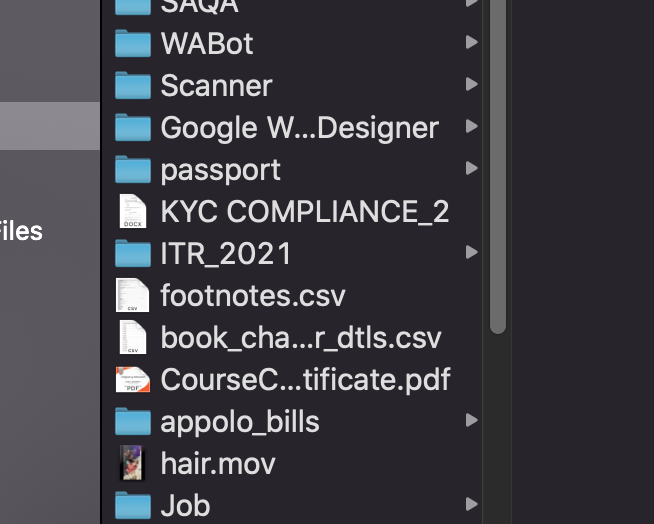 SAQA
WABot
Scanner
Google W...Designer
passport
KYC COMPLIANCE_2
DOCX
Files
ITR_2021
footnotes.csv
CSV
book_cha...r_dtls.csv
CSV
CourseC...tificate.pdf
PDF
appolo_bills
hair.mov
Job